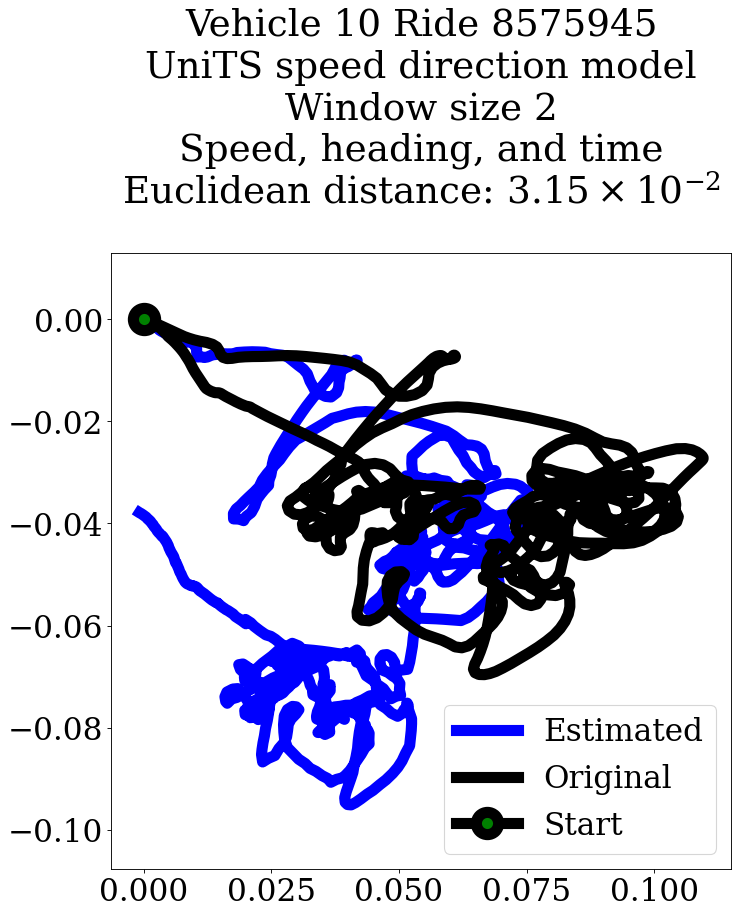 Vehicle 10 Ride 8575945
UniTS speed direction model
Window size 2
Speed, heading, and time
Euclidean distance: 3.15 × 10⁻²
0.00
−0.02
−0.04
−0.06
−0.08
−0.10
Estimated
Original
Start
0.000 0.025 0.050 0.075 0.100